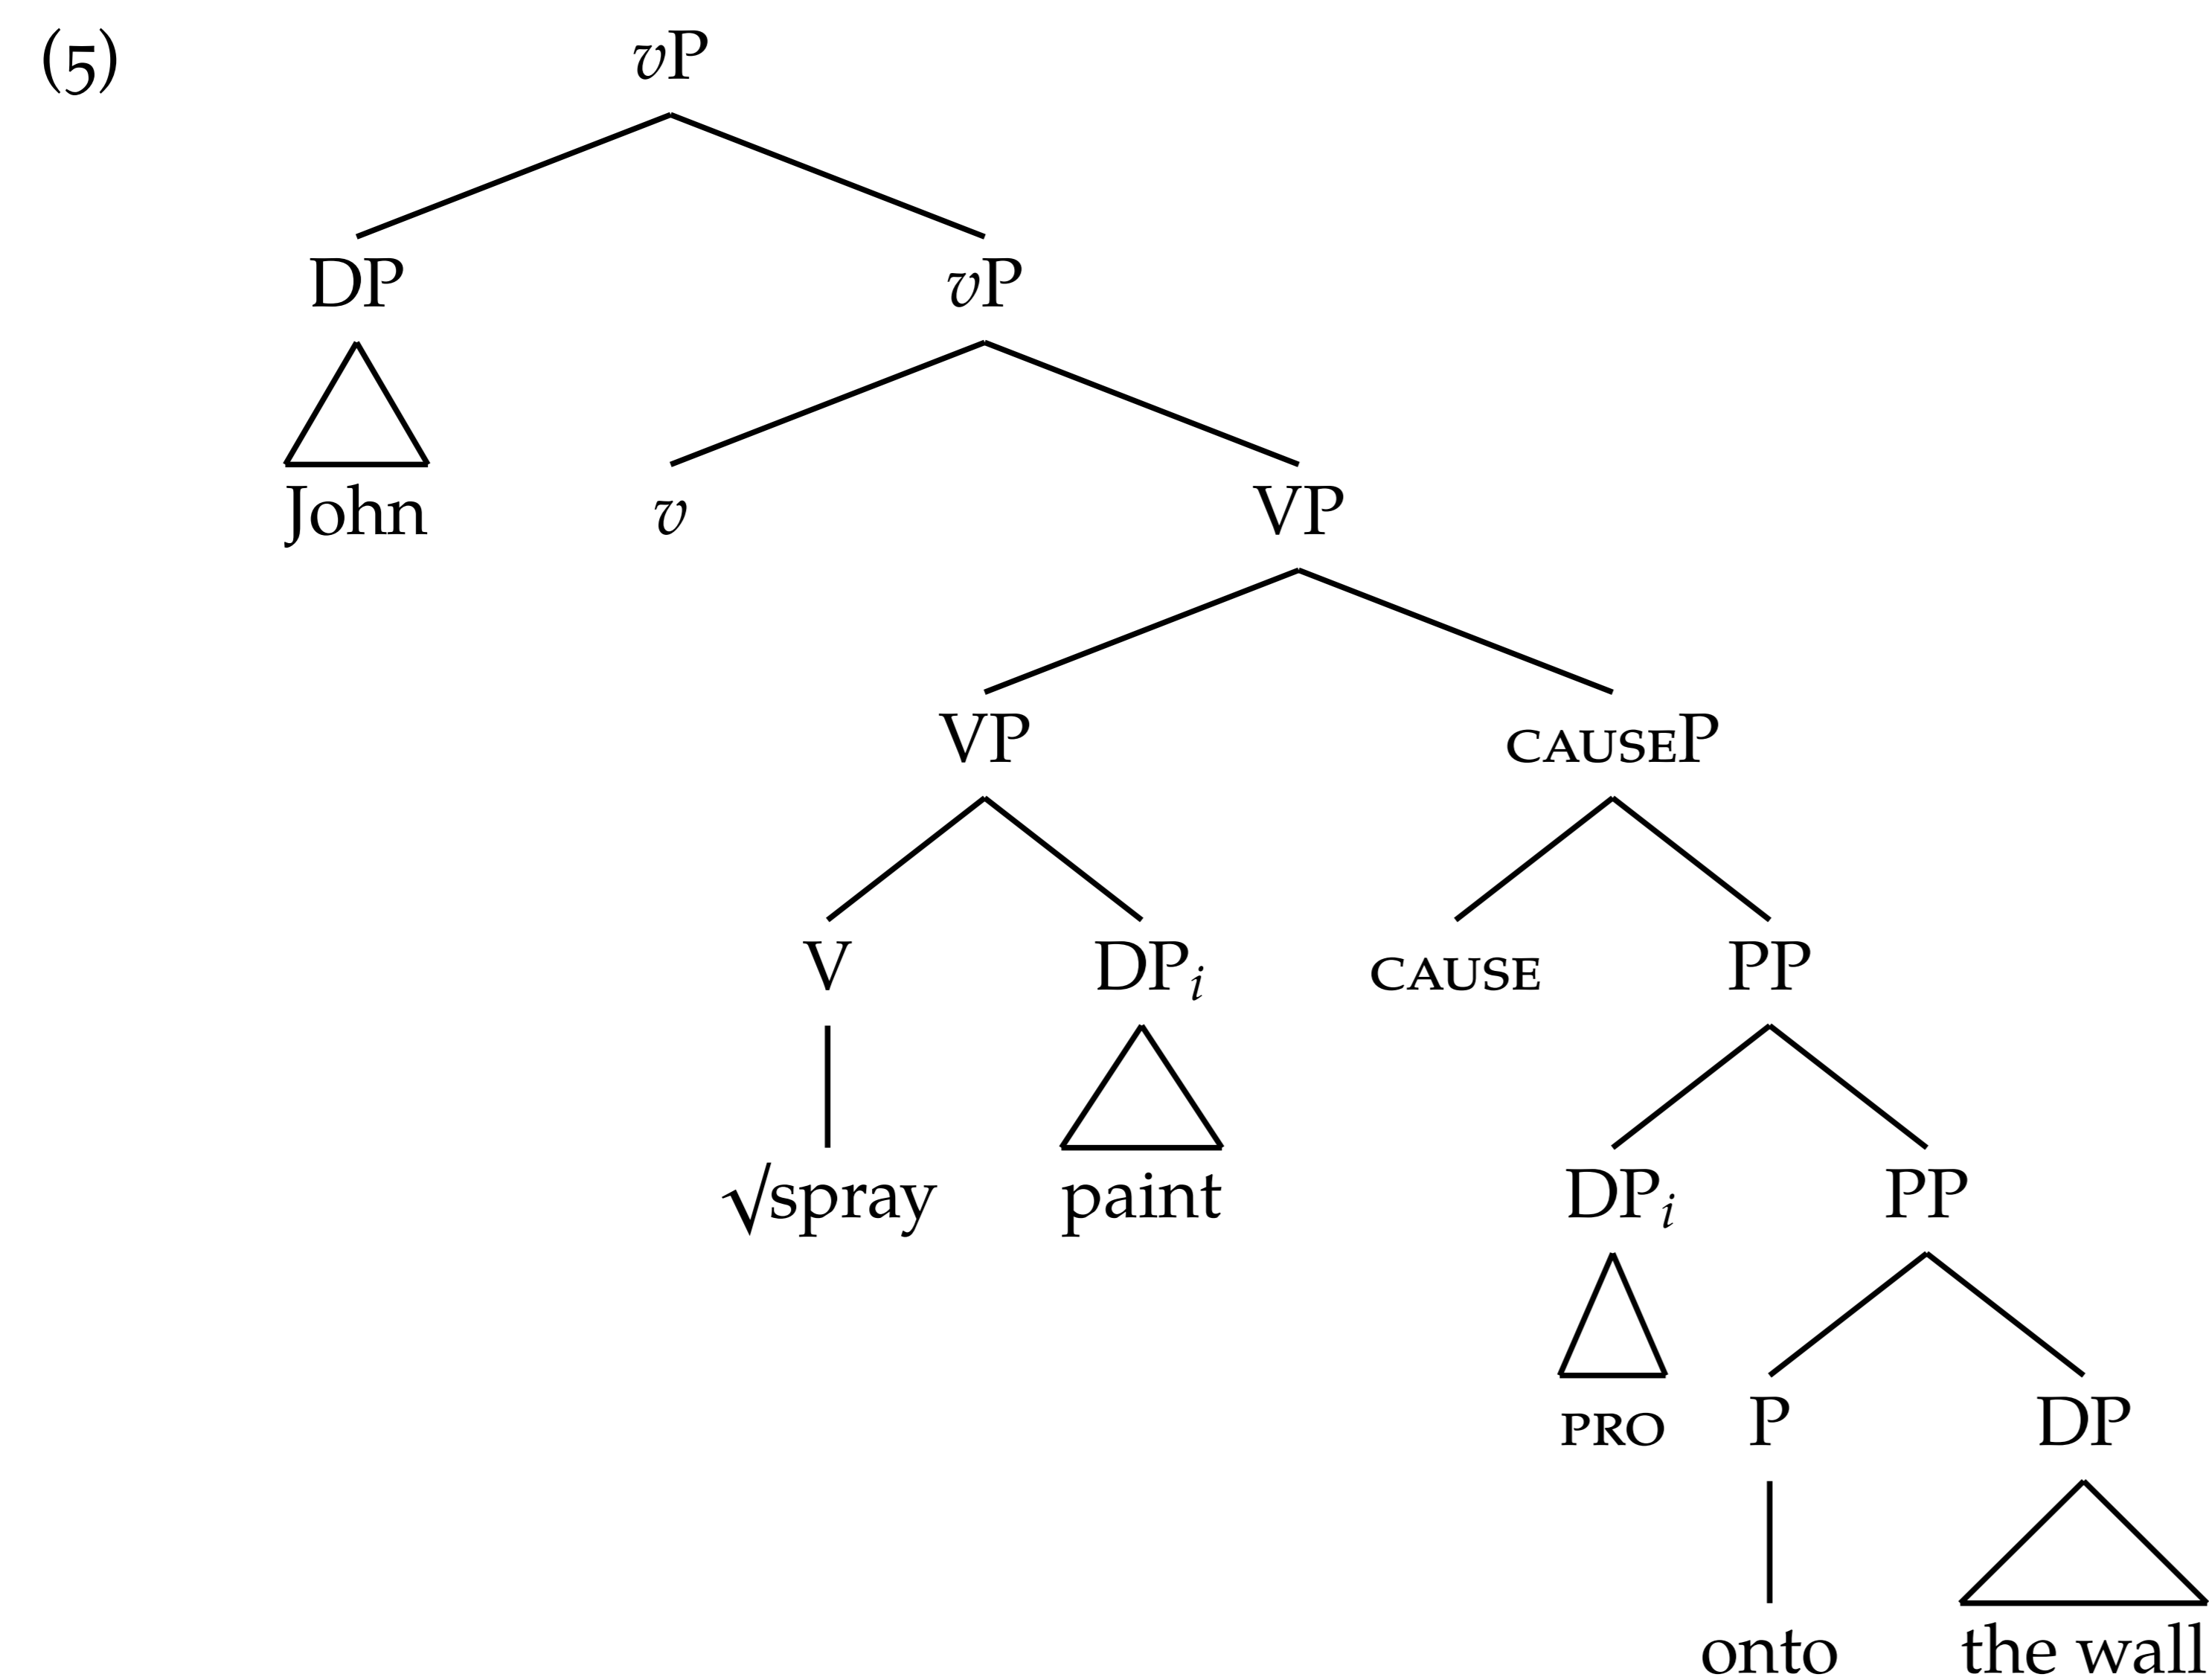 (5) vP
DP vP
John v VP
VP CAUSEP
V DPi CAUSE PP
√spray paint DPi PP
PRO P DP
onto the wall